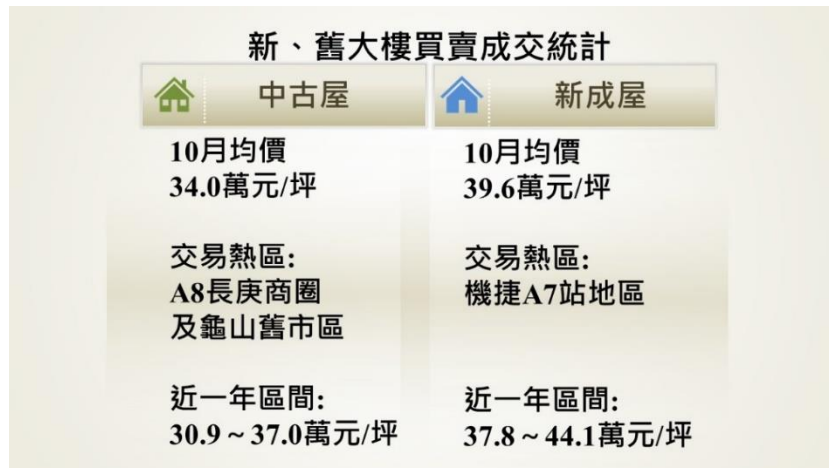 新、舊大樓買賣成交統計
中古屋
10月均價
34.0萬元/坪
交易熱區:
A8長庚商圈
及龜山舊市區
近一年區間:
30.9～37.0萬元/坪
新成屋
10月均價
39.6萬元/坪
交易熱區:
機捷A7站地區
近一年區間:
37.8～44.1萬元/坪